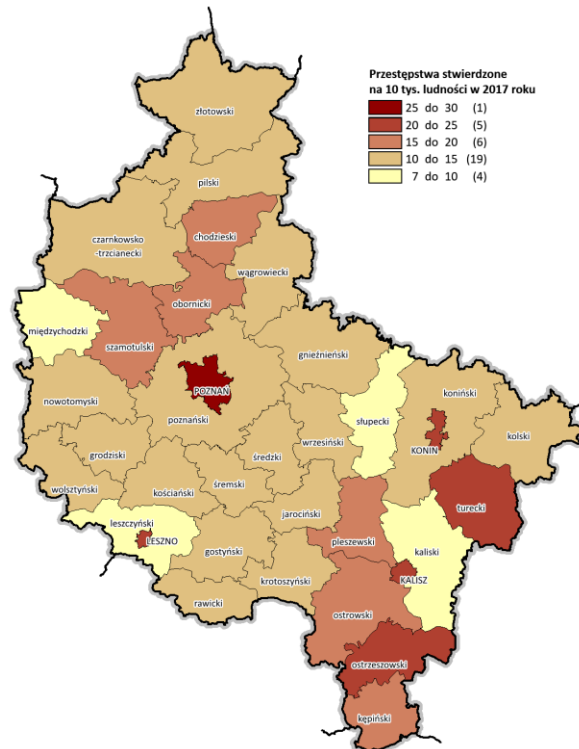 Przestępstwa stwierdzone
na 10 tys. ludności w 2017 roku
25 do 30 (1)
20 do 25 (5)
15 do 20 (6)
10 do 15 (19)
7 do 10 (4)
złotowski
pilski
czarnkowsko
-trzcianecki
chodzieski
wągrowiecki
obornicki
międzychodzki
szamotulski
gnieźnieński
POZNAŃ
nowotomyski
poznański
słupecki
koniński
kolski
wrzesiński
KONIN
grodziski
średzki
wolsztyński
kościański
śremski
turecki
jarociński
leszczyński
LESZNO
pleszewski
kaliski
gostyński
krotoszyński
KALISZ
rawicki
ostrowski
ostrzeszowski
kępiński